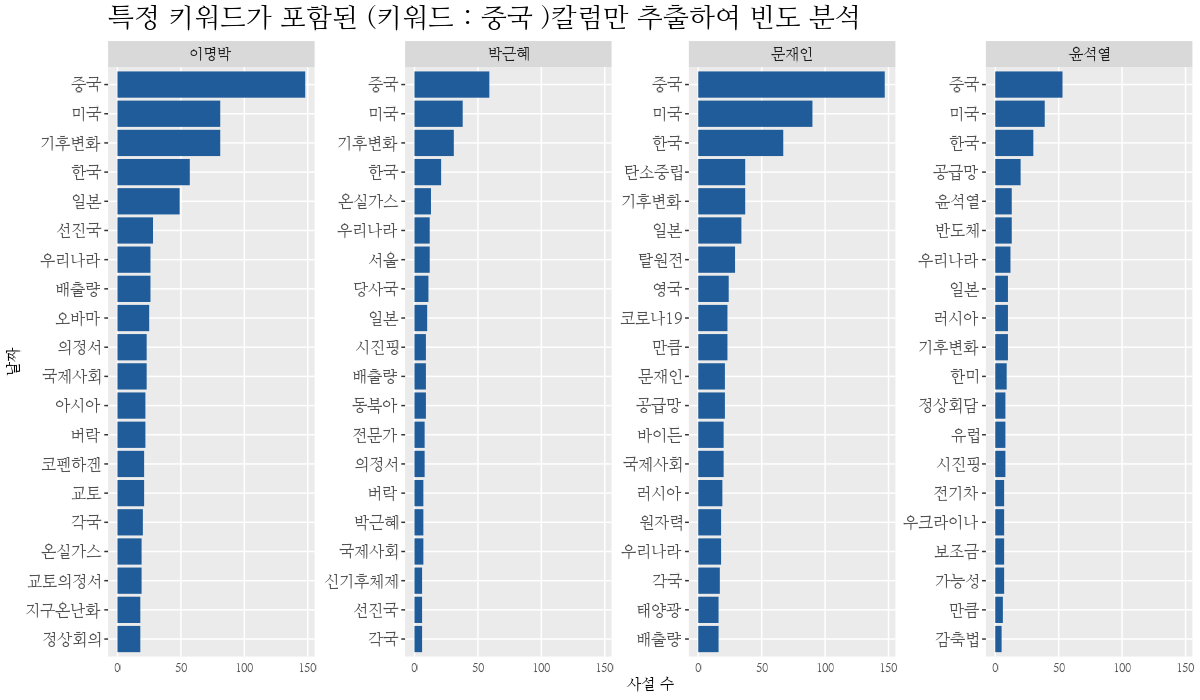 특정 키워드가 포함된 (키워드 : 중국 )칼럼만 추출하여 빈도 분석
이명박
중국
미국
기후변화
한국
일본
선진국
우리나라
배출량
오바마
의정서
국제사회
아시아
버락
코펜하겐
교토
각국
온실가스
교토의정서
지구온난화
정상회의
0 50 100 150
박근혜
중국
미국
기후변화
한국
온실가스
우리나라
서울
당사국
일본
시진핑
배출량
동북아
전문가
의정서
버락
박근혜
국제사회
신기후체제
선진국
각국
0 50 100 150
문재인
중국
미국
한국
탄소중립
기후변화
일본
탈원전
영국
코로나19
만큼
문재인
공급망
바이든
국제사회
러시아
원자력
우리나라
각국
태양광
배출량
0 50 100 150
윤석열
중국
미국
한국
공급망
윤석열
반도체
우리나라
일본
러시아
기후변화
한미
정상회담
유럽
시진핑
전기차
우크라이나
보조금
가능성
만큼
감축법
0 50 100 150
날짜
사설 수